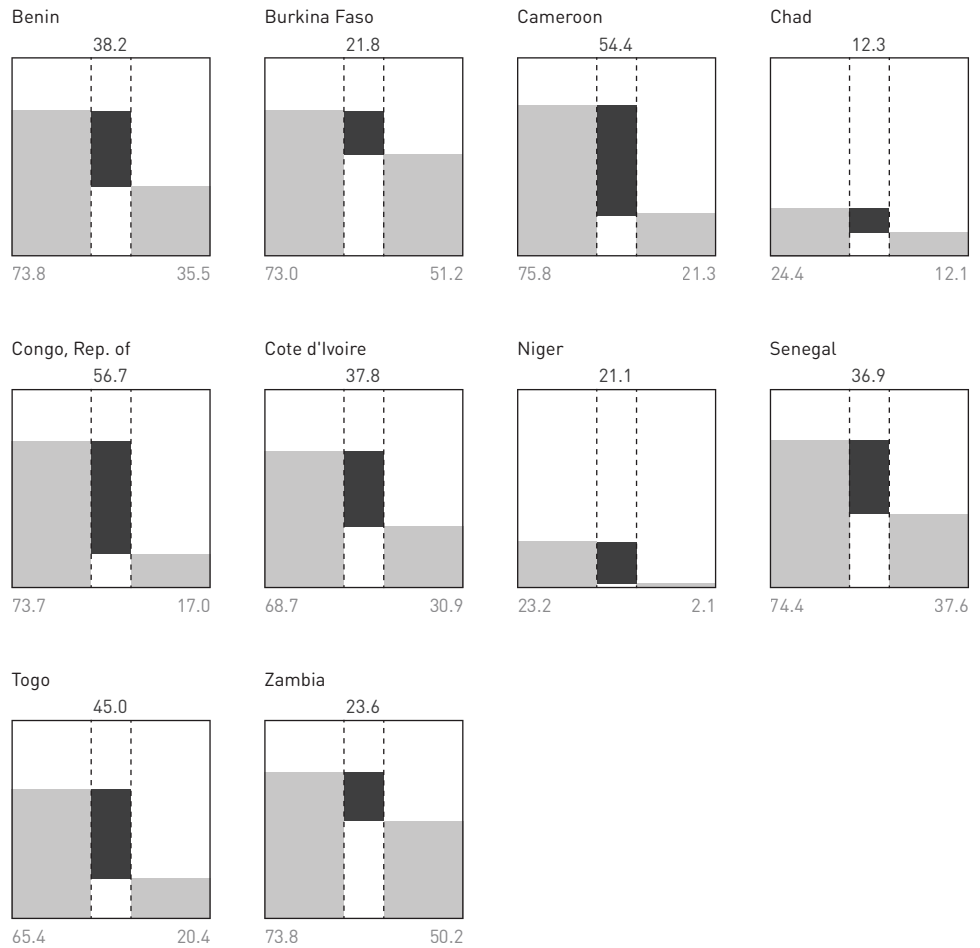 Benin
38.2
73.8 35.5
Burkina Faso
21.8
73.0 51.2
Cameroon
54.4
75.8 21.3
Chad
12.3
24.4 12.1
Congo, Rep. of
56.7
73.7 17.0
Cote d'Ivoire
37.8
68.7 30.9
Niger
21.1
23.2 2.1
Senegal
36.9
74.4 37.6
Togo
45.0
65.4 20.4
Zambia
23.6
73.8 50.2